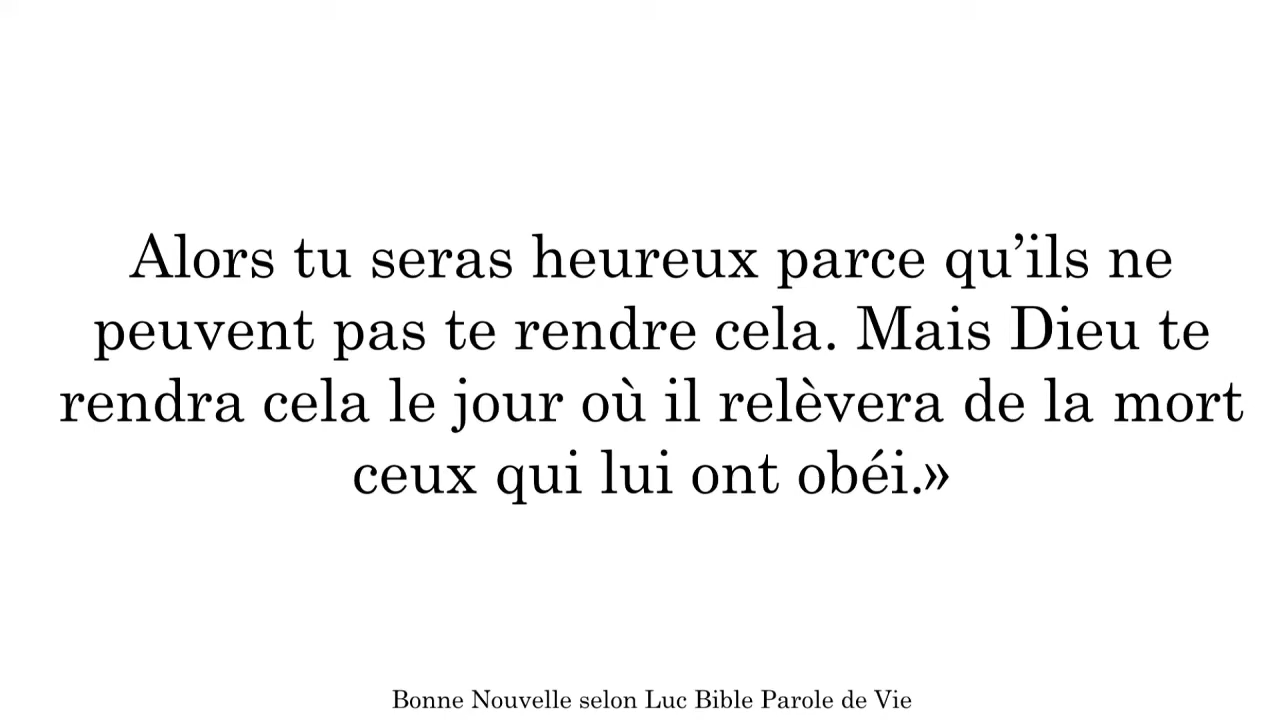 Alors tu seras heureux parce qu’ils ne
peuvent pas te rendre cela. Mais Dieu te
rendra cela le jour où il relèvera de la mort
ceux qui lui ont obéi.»
Bonne Nouvelle selon Luc Bible Parole de Vie